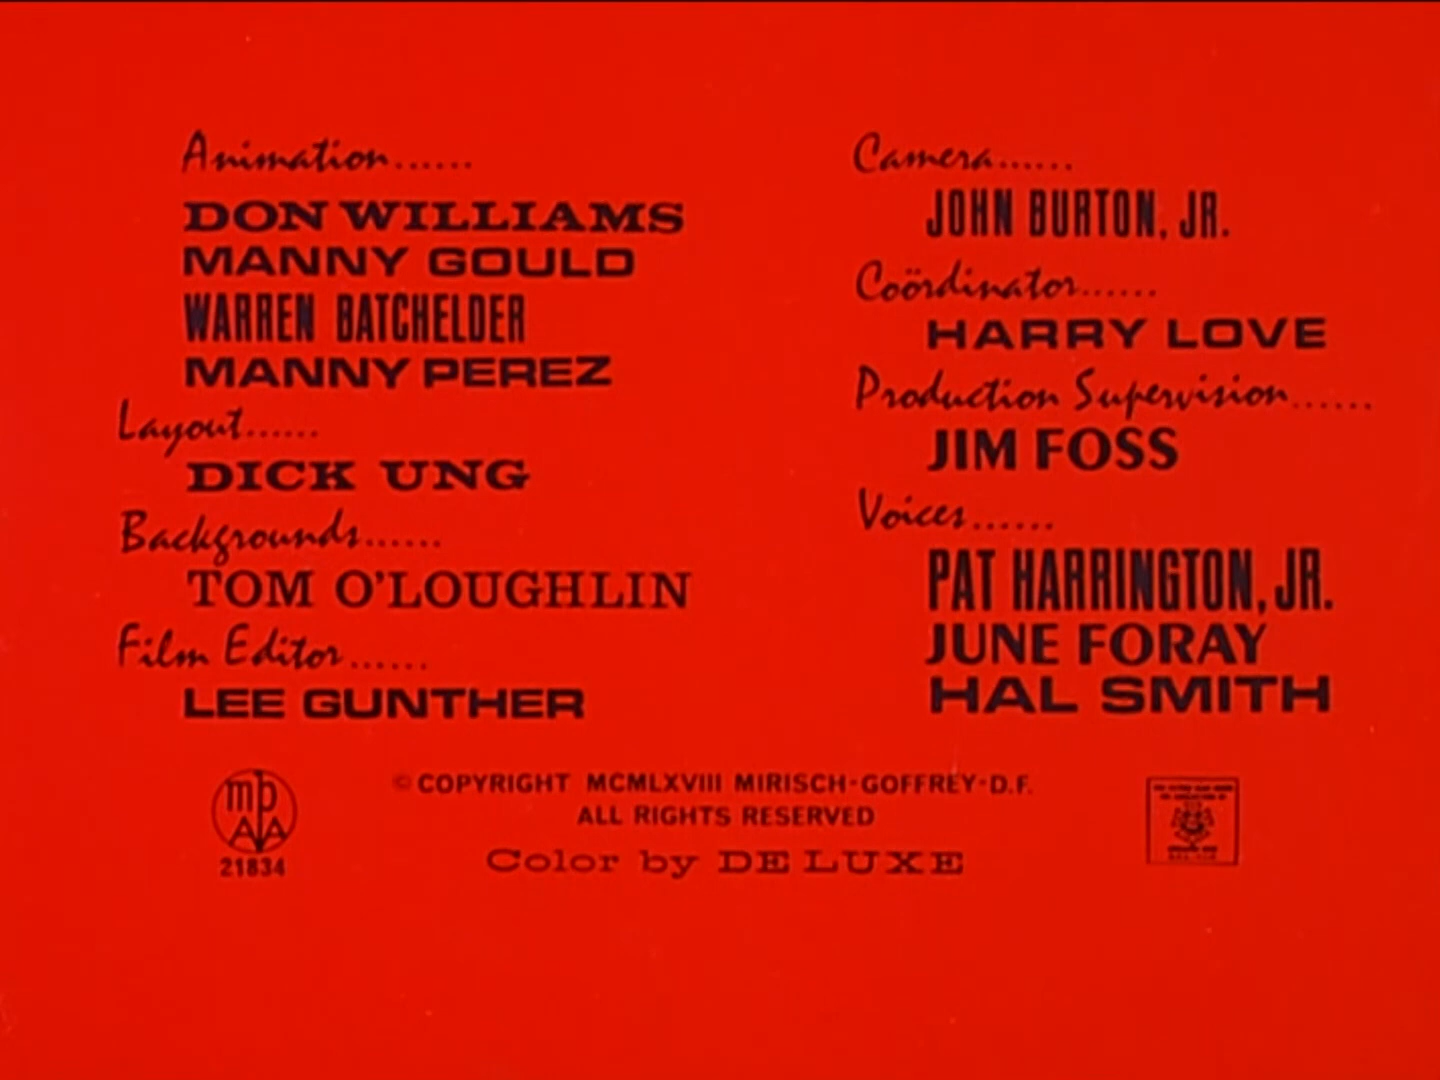 Animation......
DON WILLIAMS
MANNY GOULD
WARREN BATCHELDER
MANNY PEREZ
Layout......
DICK UNG
Backgrounds......
TOM O'LOUGHLIN
Film Editor......
LEE GUNTHER
Camera......
JOHN BURTON, JR.
Coördinator......
HARRY LOVE
Production Supervision......
JIM FOSS
Voices......
PAT HARRINGTON, JR.
JUNE FORAY
HAL SMITH
mp
AA
21834
© COPYRIGHT MCMLXVIII MIRISCH-GOFFREY-D.F.
ALL RIGHTS RESERVED
Color by DE LUXE